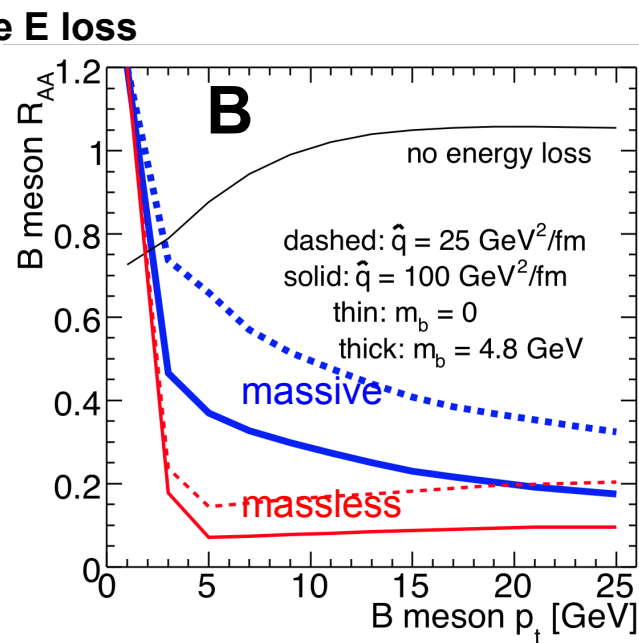 e E loss
B
no energy loss
dashed: q̂ = 25 GeV²/fm
solid: q̂ = 100 GeV²/fm
thin: m_b = 0
thick: m_b = 4.8 GeV
massive
massless
B meson R_AA
1.2
1
0.8
0.6
0.4
0.2
0
0 5 10 15 20 25
B meson p_t [GeV]